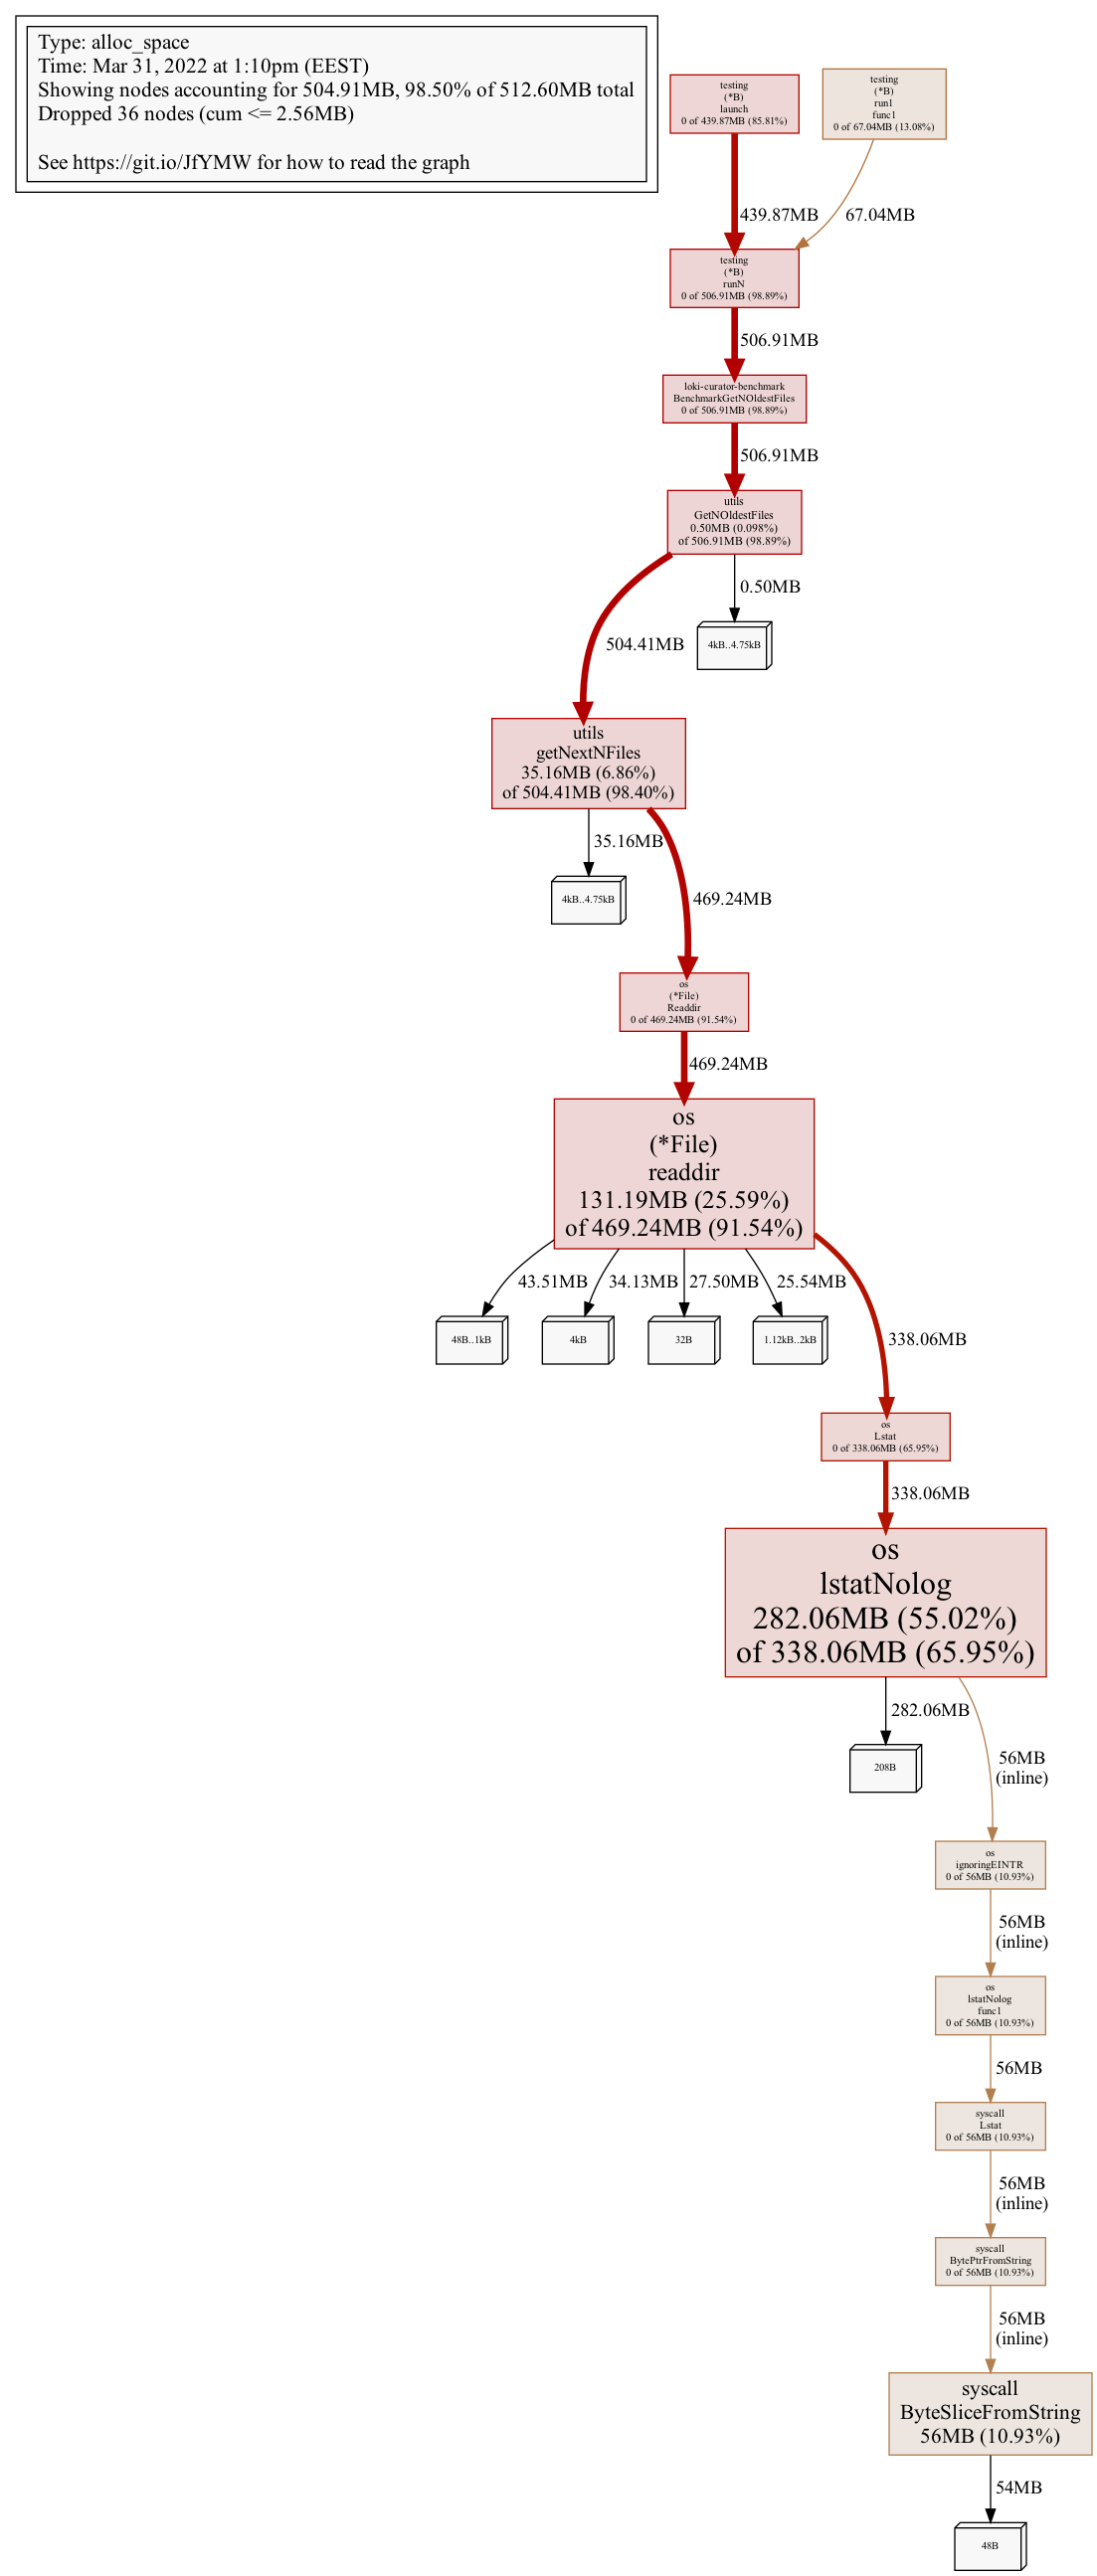 Type: alloc_space
Time: Mar 31, 2022 at 1:10pm (EEST)
Showing nodes accounting for 504.91MB, 98.50% of 512.60MB total
Dropped 36 nodes (cum <= 2.56MB)
See https://git.io/JfYMW for how to read the graph
testing
(*B)
launch
0 of 439.87MB (85.81%)
testing
(*B)
run1
func1
0 of 67.04MB (13.08%)
439.87MB
67.04MB
testing
(*B)
runN
0 of 506.91MB (98.89%)
506.91MB
loki-curator-benchmark
BenchmarkGetNOldestFiles
0 of 506.91MB (98.89%)
506.91MB
utils
GetNOldestFiles
0.50MB (0.098%)
of 506.91MB (98.89%)
504.41MB
0.50MB
4kB..4.75kB
utils
getNextNFiles
35.16MB (6.86%)
of 504.41MB (98.40%)
35.16MB
469.24MB
4kB..4.75kB
os
(*File)
Readdir
0 of 469.24MB (91.54%)
469.24MB
os
(*File)
readdir
131.19MB (25.59%)
of 469.24MB (91.54%)
43.51MB
34.13MB
27.50MB
25.54MB
338.06MB
48B..1kB
4kB
32B
1.12kB..2kB
os
Lstat
0 of 338.06MB (65.95%)
338.06MB
os
lstatNolog
282.06MB (55.02%)
of 338.06MB (65.95%)
282.06MB
56MB
(inline)
208B
os
ignoringEINTR
0 of 56MB (10.93%)
56MB
(inline)
os
lstatNolog
func1
0 of 56MB (10.93%)
56MB
syscall
Lstat
0 of 56MB (10.93%)
56MB
(inline)
syscall
BytePtrFromString
0 of 56MB (10.93%)
56MB
(inline)
syscall
ByteSliceFromString
56MB (10.93%)
54MB
48B